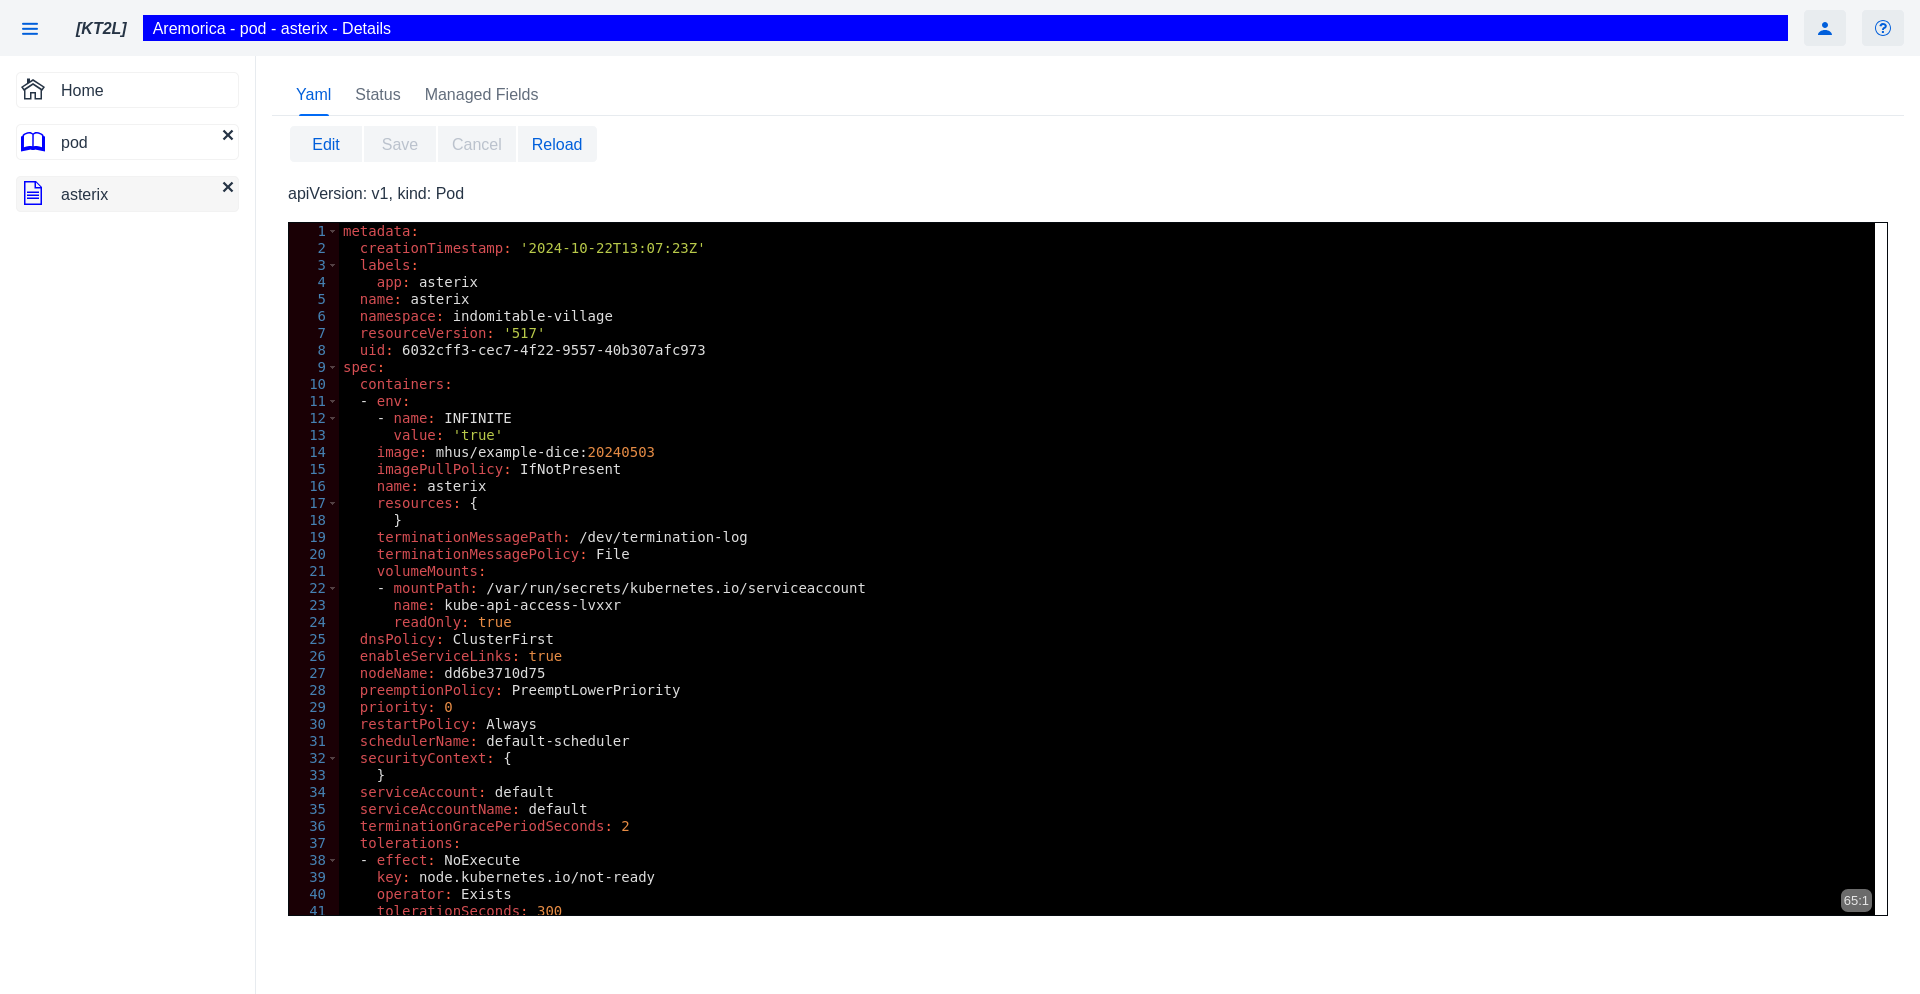 [KT2L]
Aremorica - pod - asterix - Details
Home
pod
asterix
Yaml Status Managed Fields
Edit Save Cancel Reload
apiVersion: v1, kind: Pod
1 metadata:
2   creationTimestamp: '2024-10-22T13:07:23Z'
3   labels:
4     app: asterix
5   name: asterix
6   namespace: indomitable-village
7   resourceVersion: '517'
8   uid: 6032cff3-cec7-4f22-9557-40b307afc973
9 spec:
10   containers:
11   - env:
12     - name: INFINITE
13       value: 'true'
14     image: mhus/example-dice:20240503
15     imagePullPolicy: IfNotPresent
16     name: asterix
17     resources: {
18       }
19     terminationMessagePath: /dev/termination-log
20     terminationMessagePolicy: File
21     volumeMounts:
22     - mountPath: /var/run/secrets/kubernetes.io/serviceaccount
23       name: kube-api-access-lvxxr
24       readOnly: true
25   dnsPolicy: ClusterFirst
26   enableServiceLinks: true
27   nodeName: dd6be3710d75
28   preemptionPolicy: PreemptLowerPriority
29   priority: 0
30   restartPolicy: Always
31   schedulerName: default-scheduler
32   securityContext: {
33     }
34   serviceAccount: default
35   serviceAccountName: default
36   terminationGracePeriodSeconds: 2
37   tolerations:
38   - effect: NoExecute
39     key: node.kubernetes.io/not-ready
40     operator: Exists
41     tolerationSeconds: 300
65:1